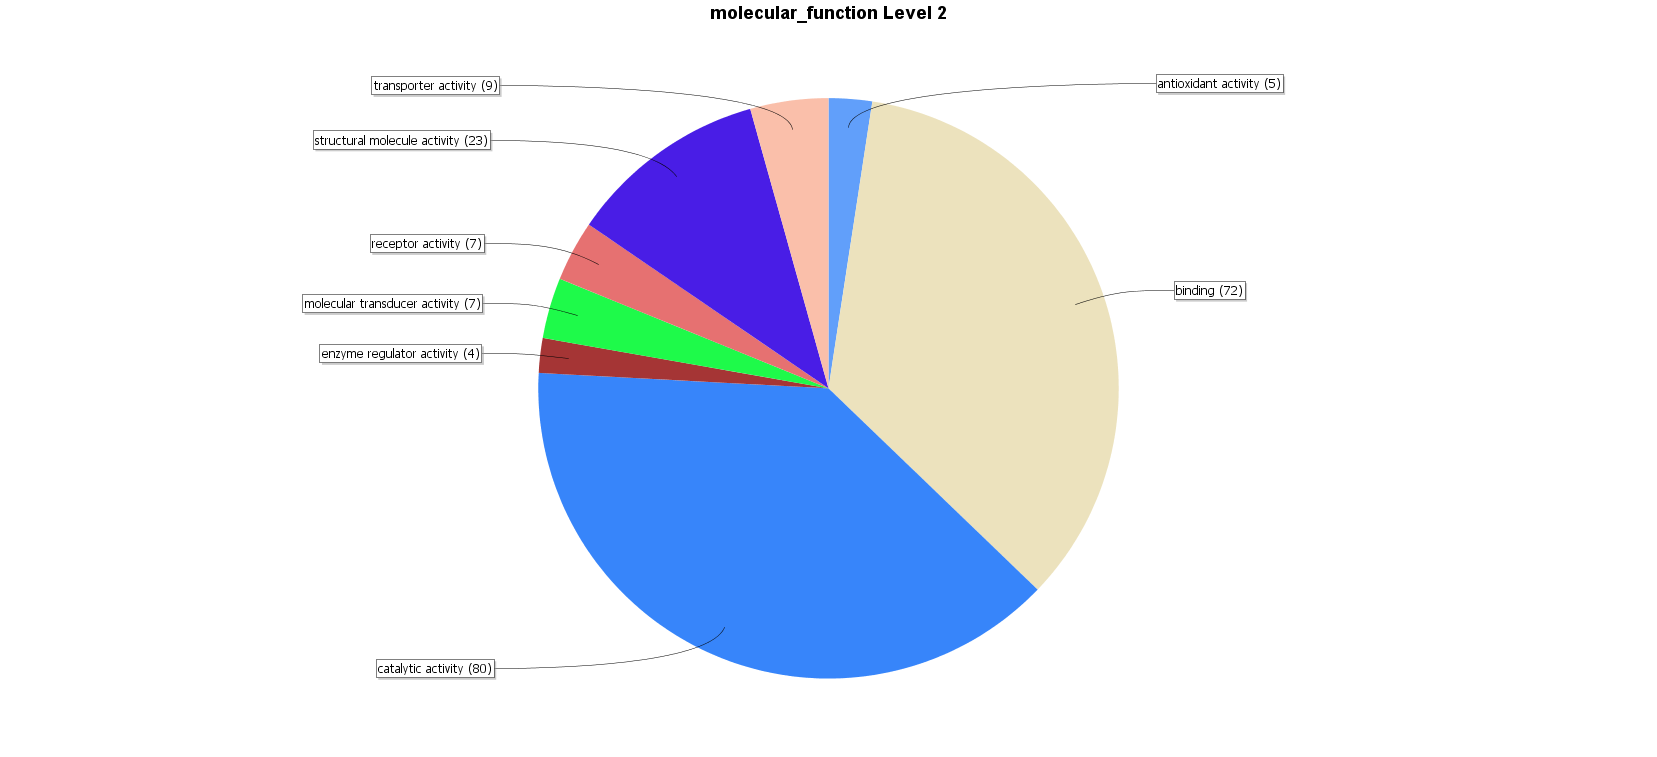 molecular_function Level 2
transporter activity (9)
antioxidant activity (5)
structural molecule activity (23)
receptor activity (7)
binding (72)
molecular transducer activity (7)
enzyme regulator activity (4)
catalytic activity (80)